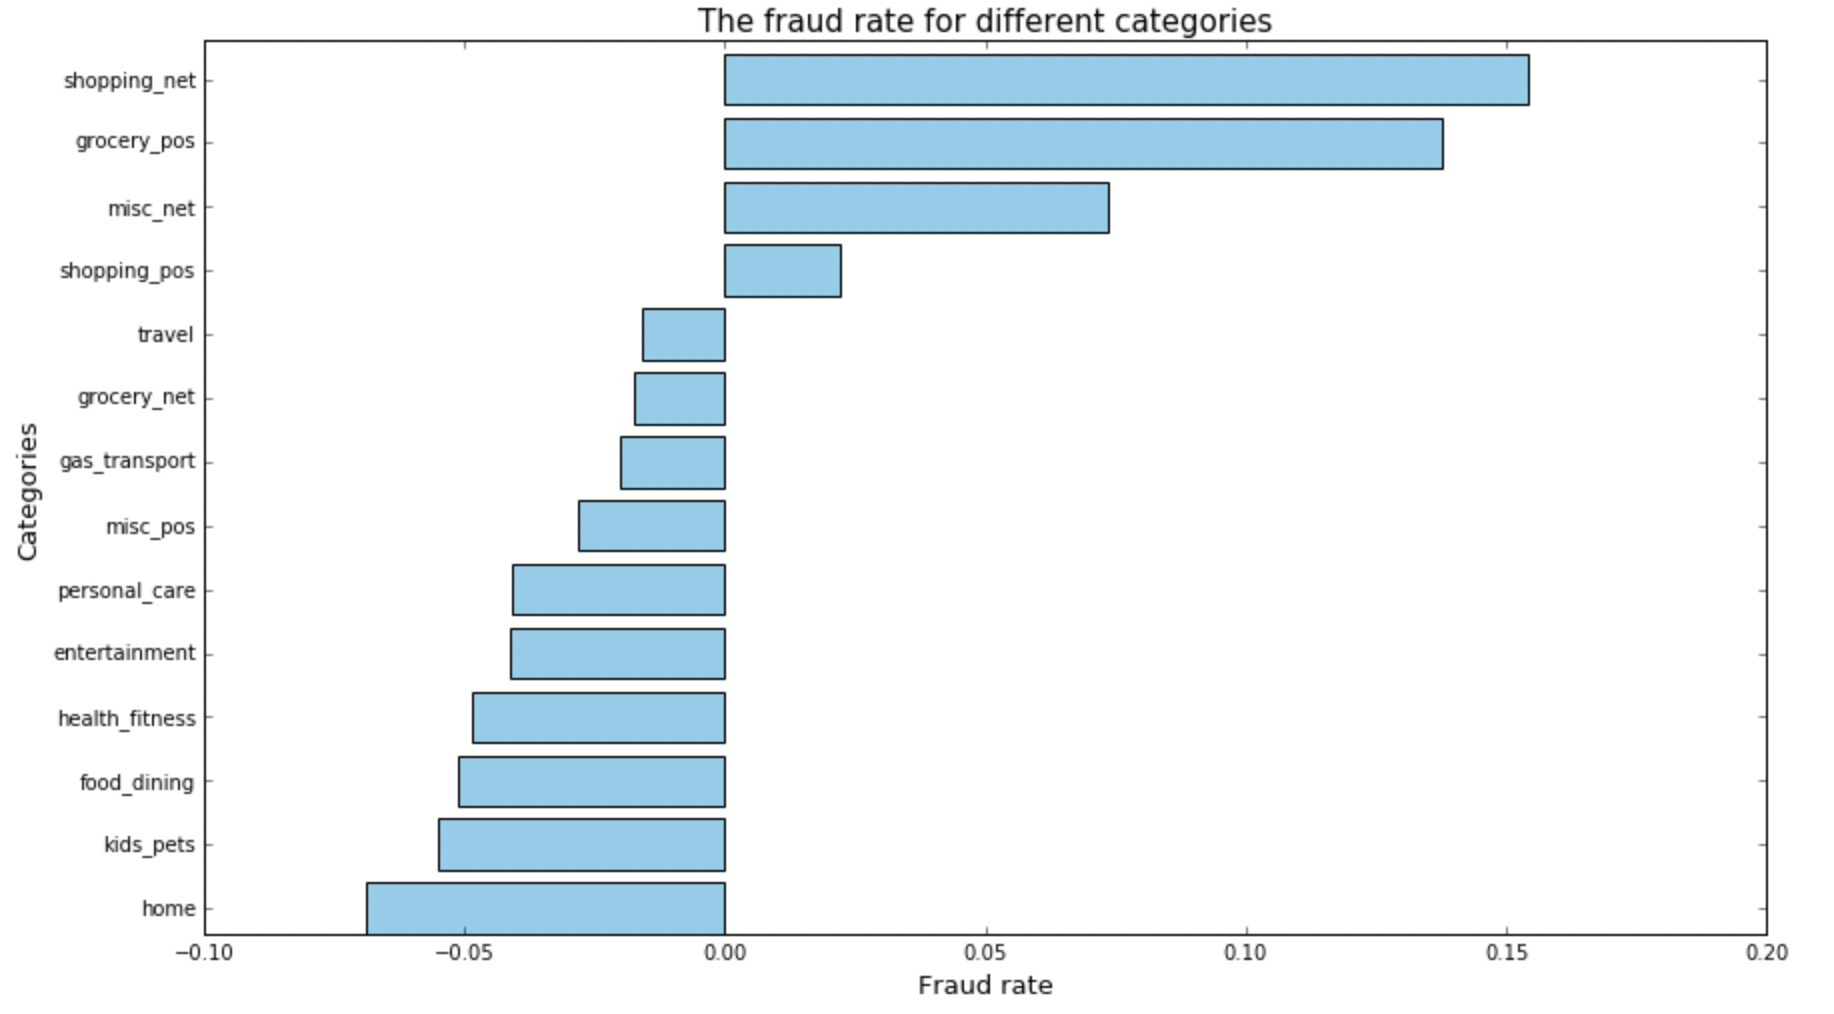 The fraud rate for different categories
shopping_net
grocery_pos
misc_net
shopping_pos
travel
grocery_net
gas_transport
misc_pos
personal_care
entertainment
health_fitness
food_dining
kids_pets
home
Categories
−0.10 −0.05 0.00 0.05 0.10 0.15 0.20
Fraud rate